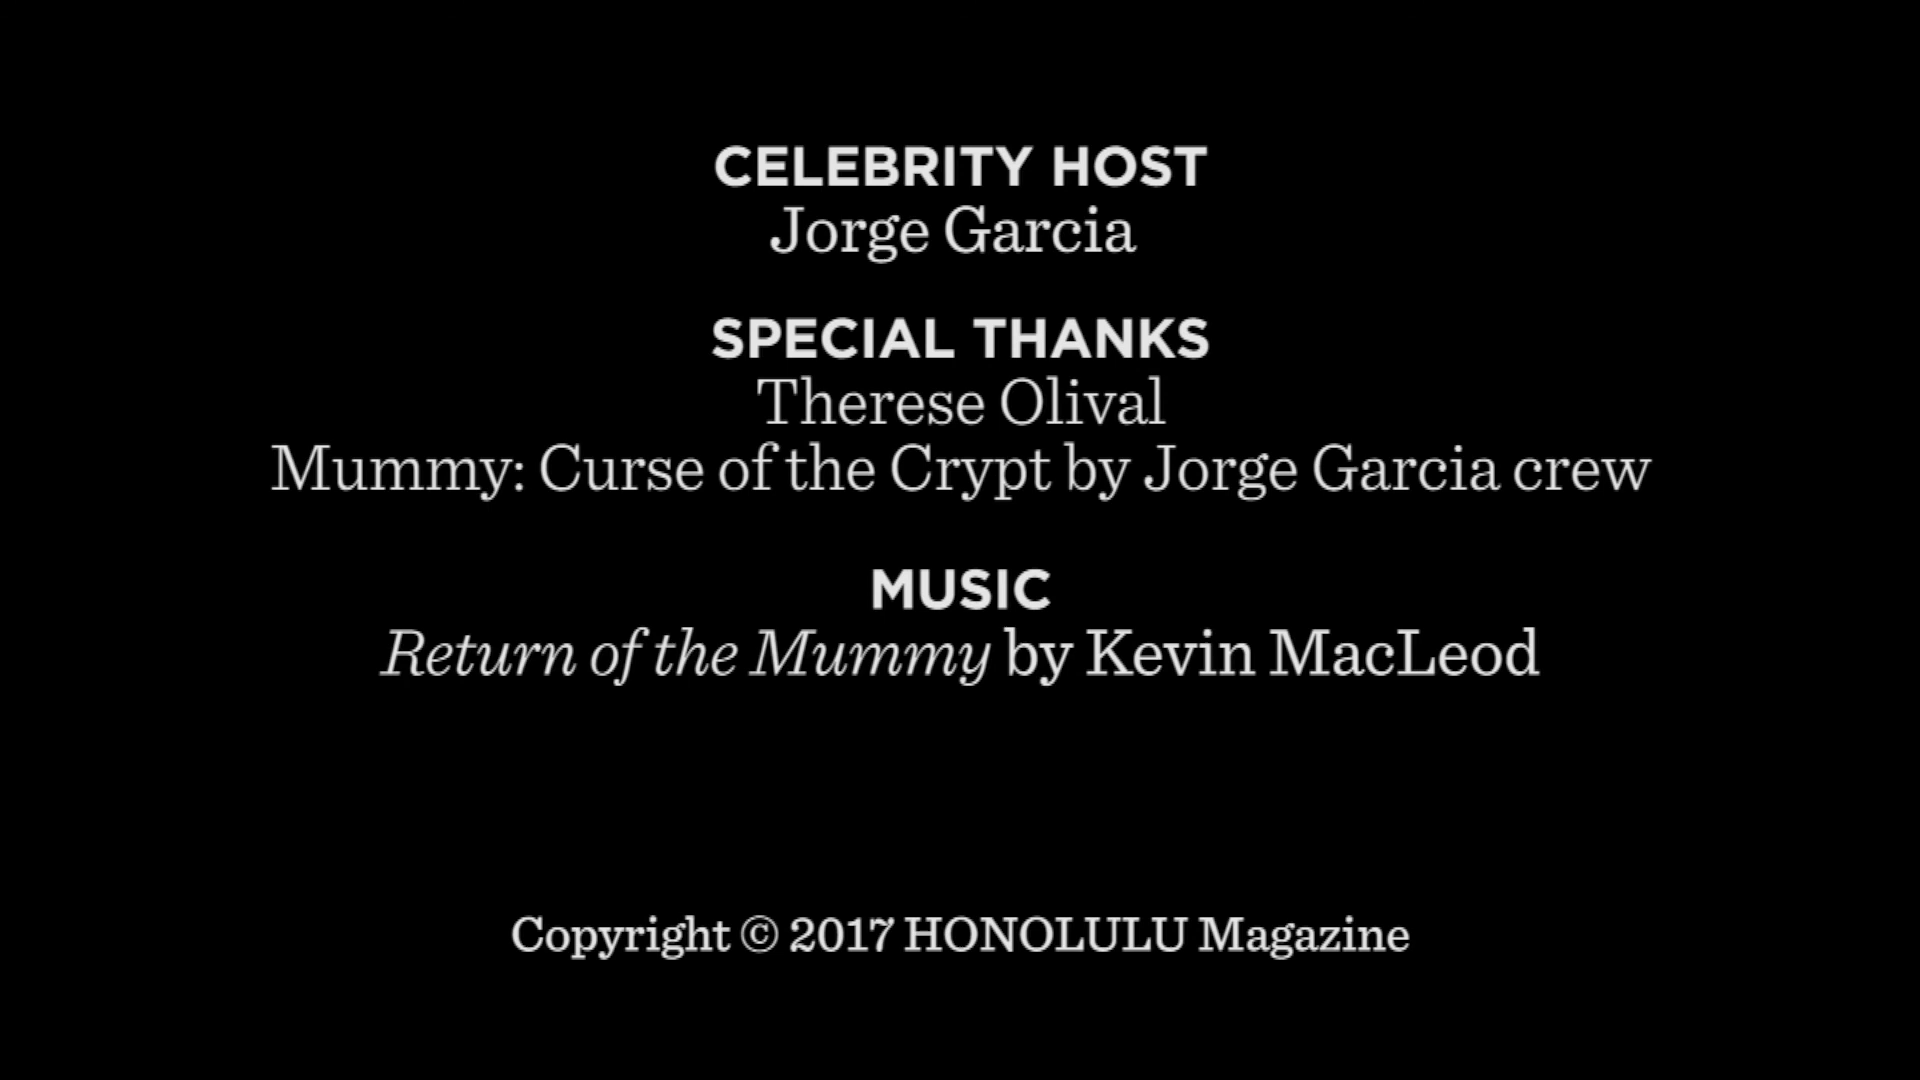 CELEBRITY HOST
Jorge Garcia
SPECIAL THANKS
Therese Olival
Mummy: Curse of the Crypt by Jorge Garcia crew
MUSIC
Return of the Mummy by Kevin MacLeod
Copyright © 2017 HONOLULU Magazine